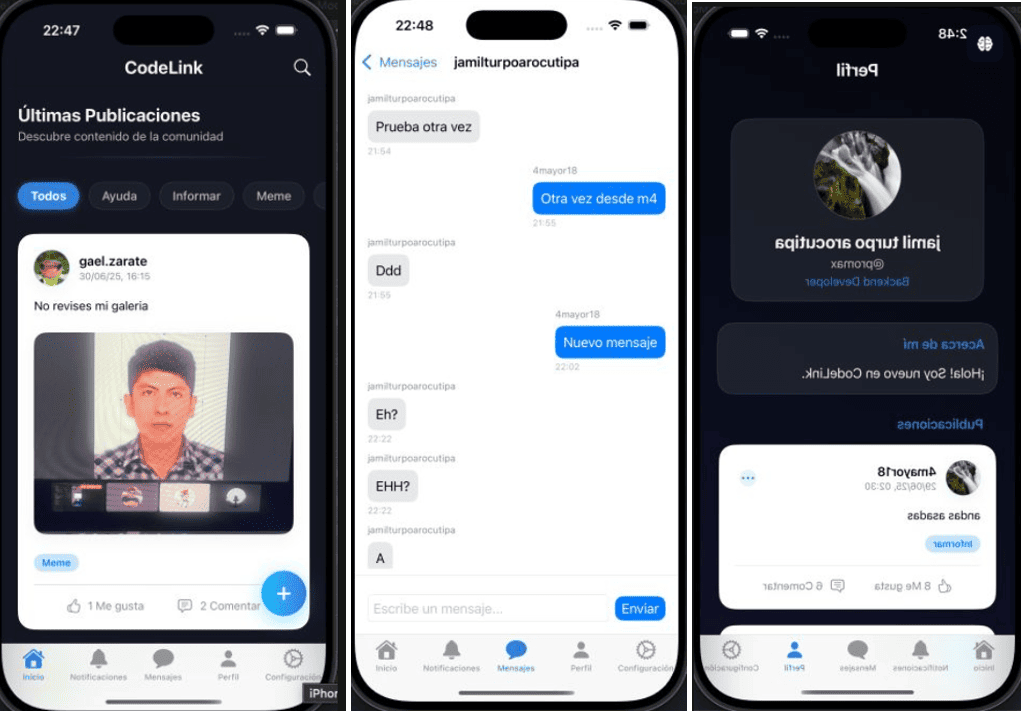 22:47
CodeLink
Últimas Publicaciones
Descubre contenido de la comunidad
Todos Ayuda Informar Meme
gael.zarate
30/06/25, 16:15
No revises mi galeria
Meme
1 Me gusta 2 Comentar
+
Inicio Notificaciones Mensajes Perfil Configuración
22:48
Mensajes jamilturpoarocutipa
jamilturpoarocutipa
Prueba otra vez
21:54
4mayor18
Otra vez desde m4
21:55
jamilturpoarocutipa
Ddd
21:55
4mayor18
Nuevo mensaje
22:02
jamilturpoarocutipa
Eh?
22:22
jamilturpoarocutipa
EHH?
22:22
jamilturpoarocutipa
A
Escribe un mensaje... Enviar
Inicio Notificaciones Mensajes Perfil Configuración
2:48
Perfil
jamil turpo arocutipa
@promax
Backend Developer
Acerca de mí
¡Hola! Soy nuevo en CodeLink.
Publicaciones
4mayor18
29/06/25, 02:30
andas asadas
Informar
8 Me gusta 6 Comentar
Inicio Notificaciones Mensajes Perfil Configuración